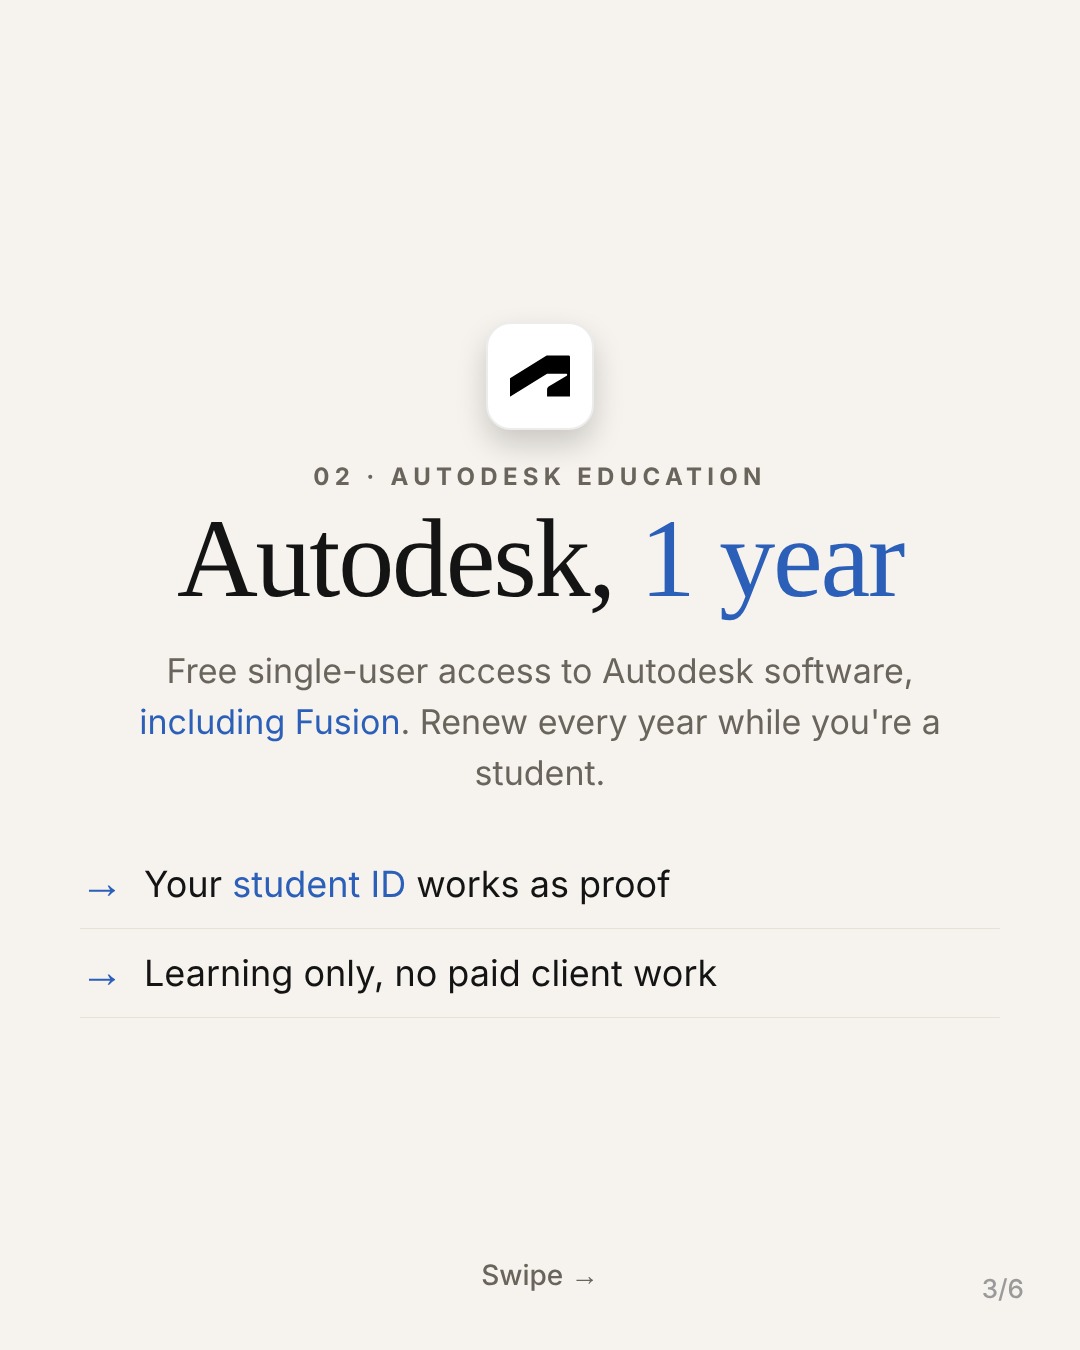 02 · AUTODESK EDUCATION
Autodesk, 1 year
Free single-user access to Autodesk software,
including Fusion. Renew every year while you're a
student.
→ Your student ID works as proof
→ Learning only, no paid client work
Swipe →
3/6